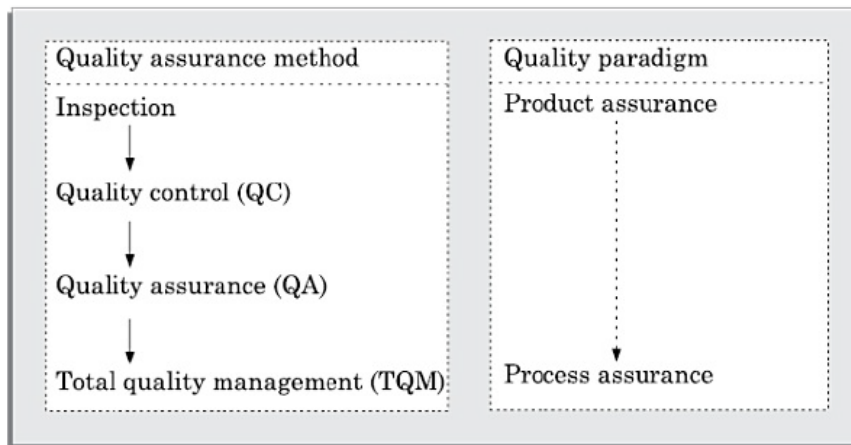 Quality assurance method
Inspection
Quality control (QC)
Quality assurance (QA)
Total quality management (TQM)
Quality paradigm
Product assurance
Process assurance